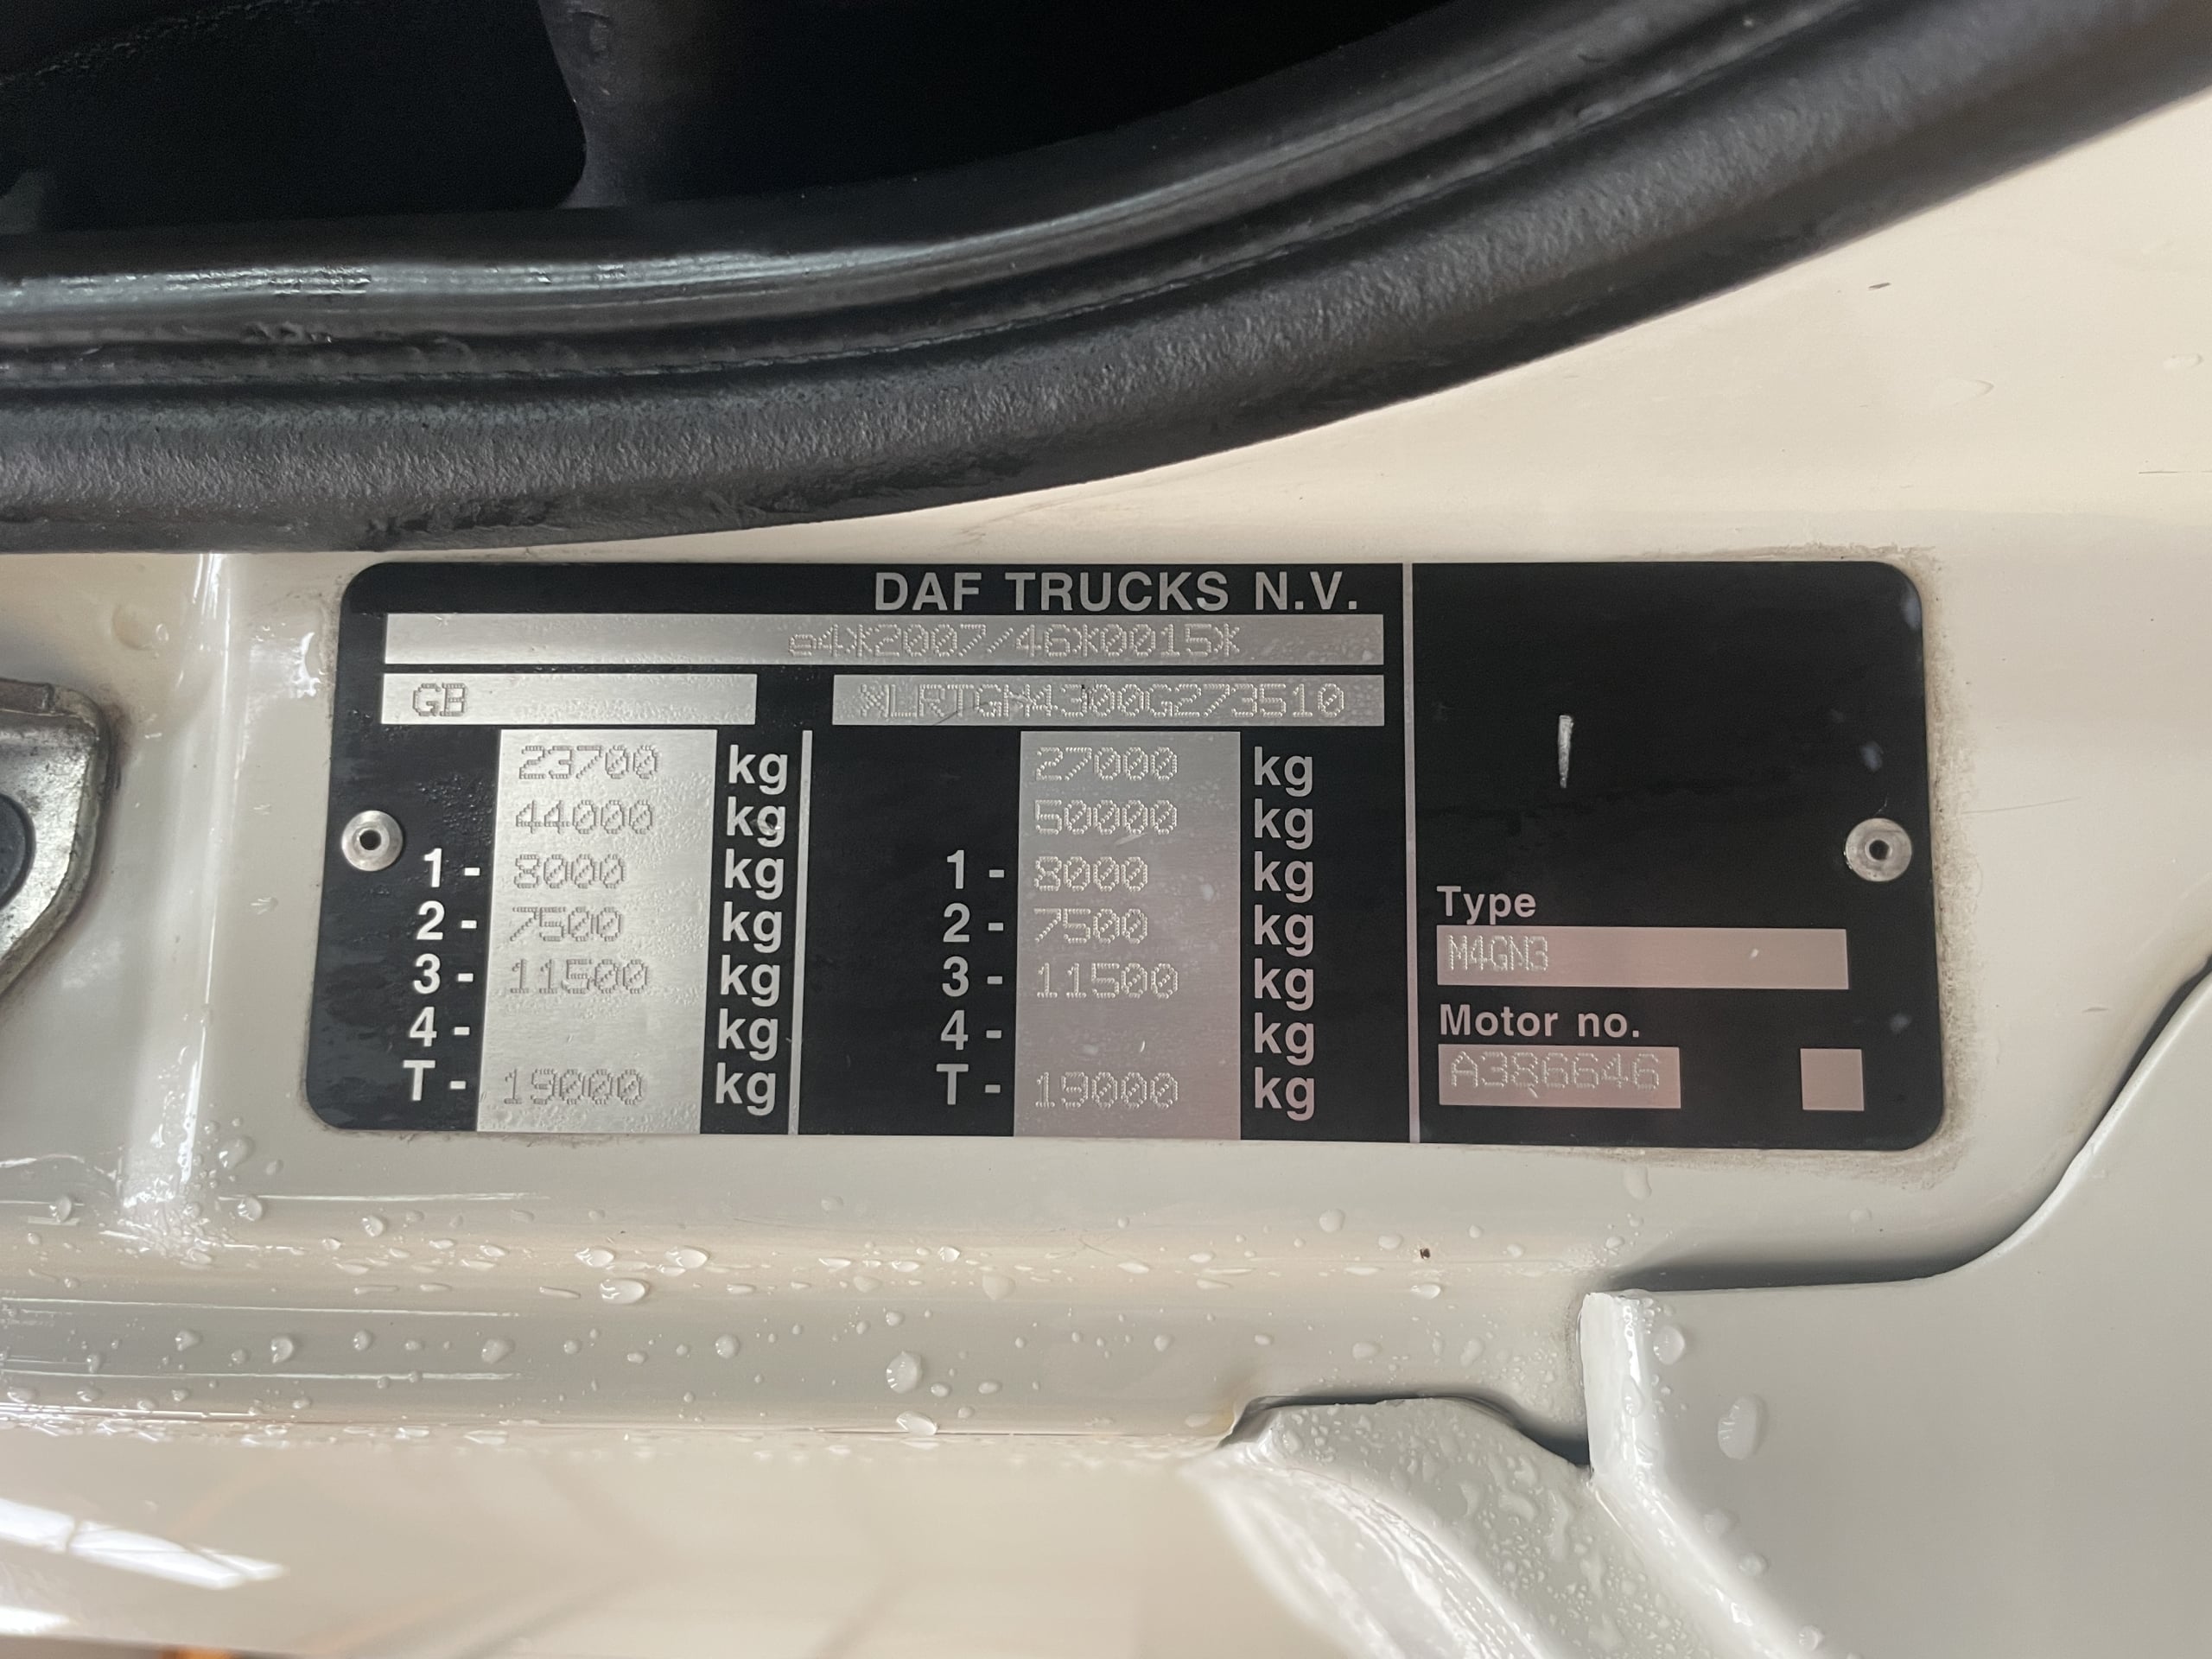 DAF TRUCKS N.V.
e4*2007/46*0015*
GB XLRTGM4300G273510
23700 kg 27000 kg
44000 kg 50000 kg
1 - 8000 kg 1 - 8000 kg
2 - 7500 kg 2 - 7500 kg
3 - 11500 kg 3 - 11500 kg
4 - kg 4 - kg
T - 19000 kg T - 19000 kg
Type
M4GN3
Motor no.
A386646